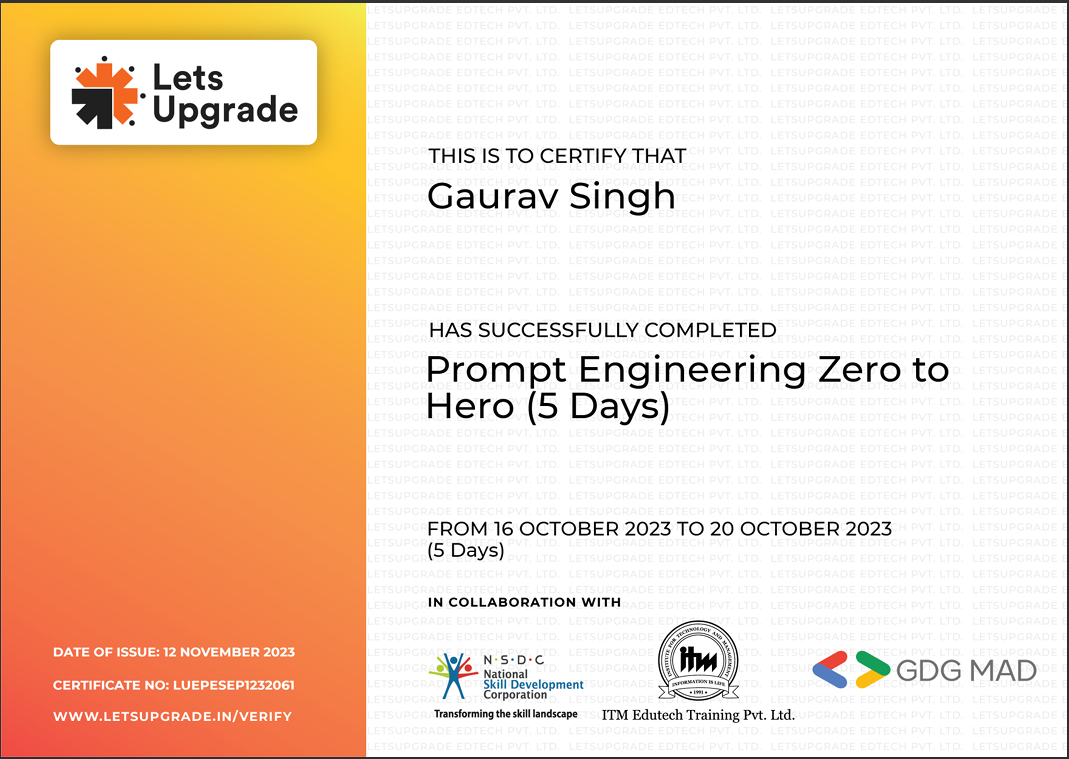 Lets
Upgrade
THIS IS TO CERTIFY THAT
Gaurav Singh
HAS SUCCESSFULLY COMPLETED
Prompt Engineering Zero to
Hero (5 Days)
FROM 16 OCTOBER 2023 TO 20 OCTOBER 2023
(5 Days)
IN COLLABORATION WITH
N·S·D·C
National
Skill Development
Corporation
Transforming the skill landscape
INSTITUTE FOR TECHNOLOGY AND MANAGEMENT
itm
INFORMATION IS LIFE
• 1991 •
ITM Edutech Training Pvt. Ltd.
GDG MAD
DATE OF ISSUE: 12 NOVEMBER 2023
CERTIFICATE NO: LUEPESEP1232061
WWW.LETSUPGRADE.IN/VERIFY
LETSUPGRADE EDTECH PVT. LTD.